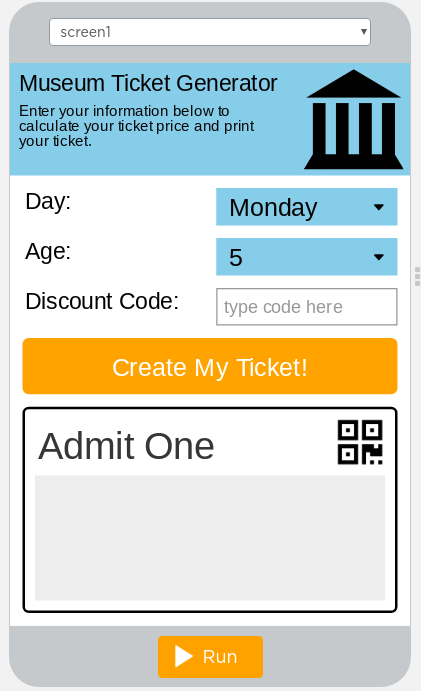 screen1
Museum Ticket Generator
Enter your information below to
calculate your ticket price and print
your ticket.
Day:
Monday
Age:
5
Discount Code:
type code here
Create My Ticket!
Admit One
Run